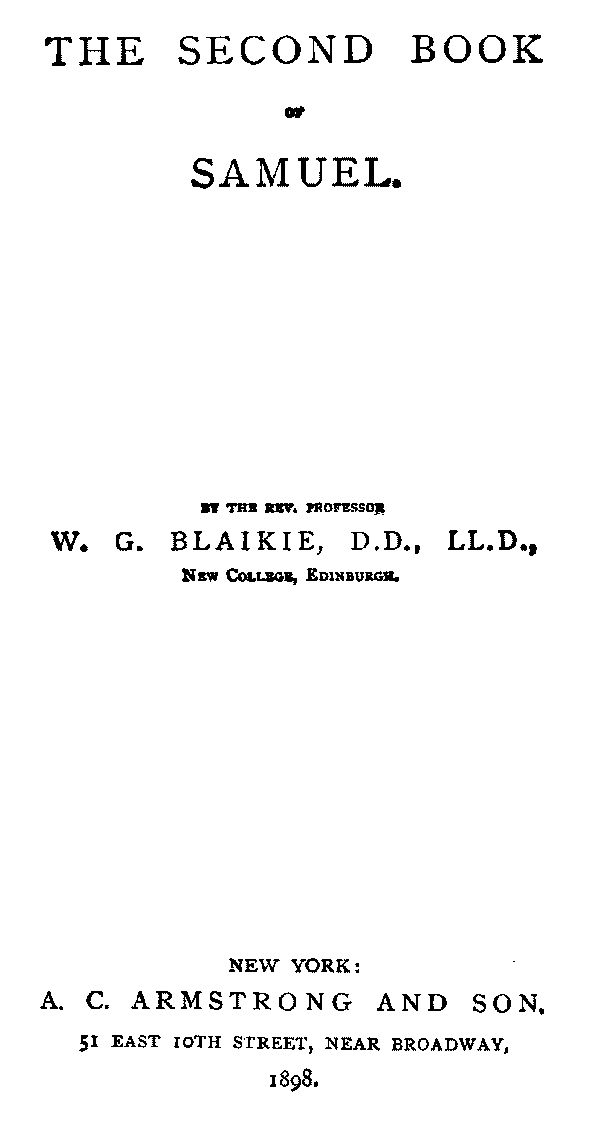 THE SECOND BOOK
OF
SAMUEL.
BY THE REV. PROFESSOR
W. G. BLAIKIE, D.D., LL.D.,
NEW COLLEGE, EDINBURGH.
NEW YORK:
A. C. ARMSTRONG AND SON,
51 EAST 10TH STREET, NEAR BROADWAY,
1898.